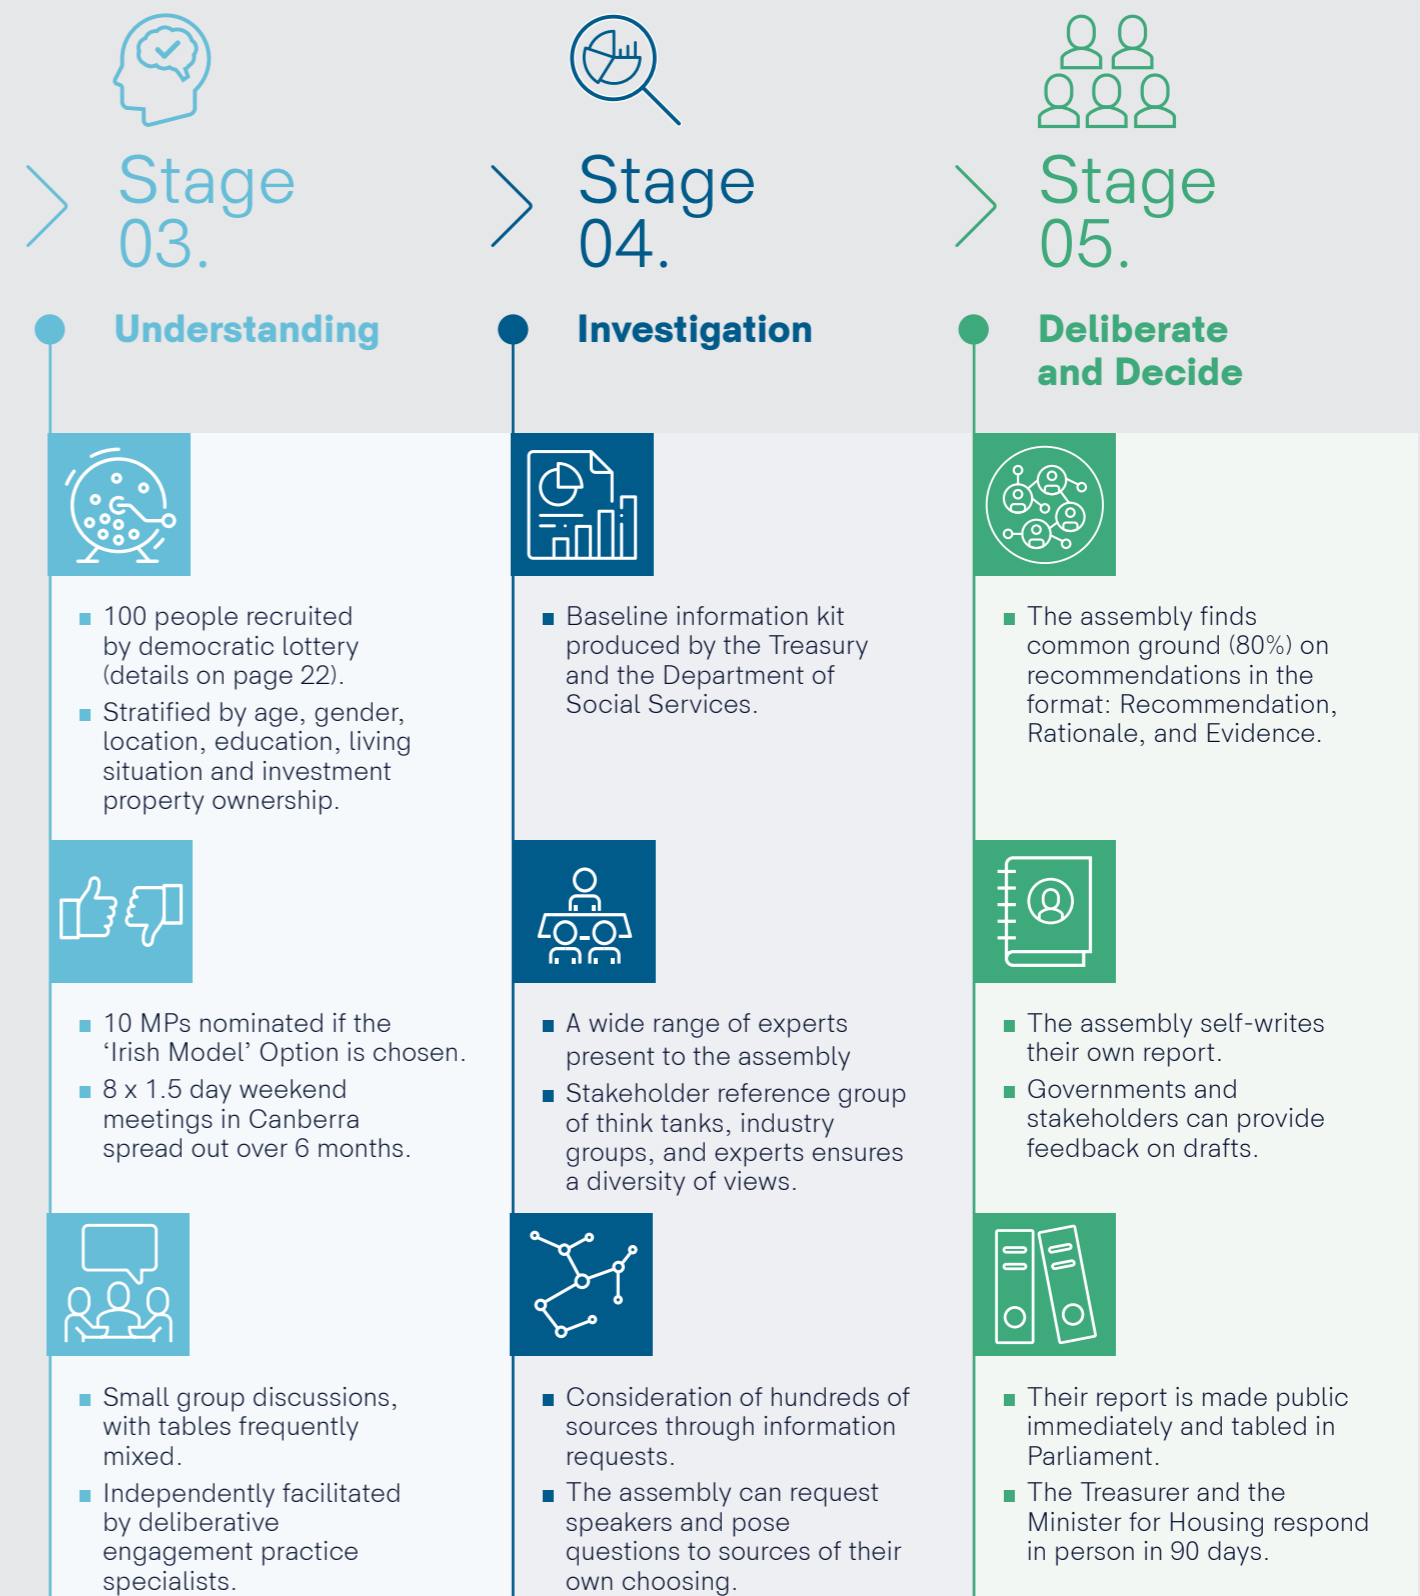 Stage
03.
Understanding
■ 100 people recruited
by democratic lottery
(details on page 22).
■ Stratified by age, gender,
location, education, living
situation and investment
property ownership.
■ 10 MPs nominated if the
‘Irish Model’ Option is chosen.
■ 8 x 1.5 day weekend
meetings in Canberra
spread out over 6 months.
■ Small group discussions,
with tables frequently
mixed.
■ Independently facilitated
by deliberative
engagement practice
specialists.
Stage
04.
Investigation
■ Baseline information kit
produced by the Treasury
and the Department of
Social Services.
■ A wide range of experts
present to the assembly
■ Stakeholder reference group
of think tanks, industry
groups, and experts ensures
a diversity of views.
■ Consideration of hundreds of
sources through information
requests.
■ The assembly can request
speakers and pose
questions to sources of their
own choosing.
Stage
05.
Deliberate
and Decide
■ The assembly finds
common ground (80%) on
recommendations in the
format: Recommendation,
Rationale, and Evidence.
■ The assembly self-writes
their own report.
■ Governments and
stakeholders can provide
feedback on drafts.
■ Their report is made public
immediately and tabled in
Parliament.
■ The Treasurer and the
Minister for Housing respond
in person in 90 days.